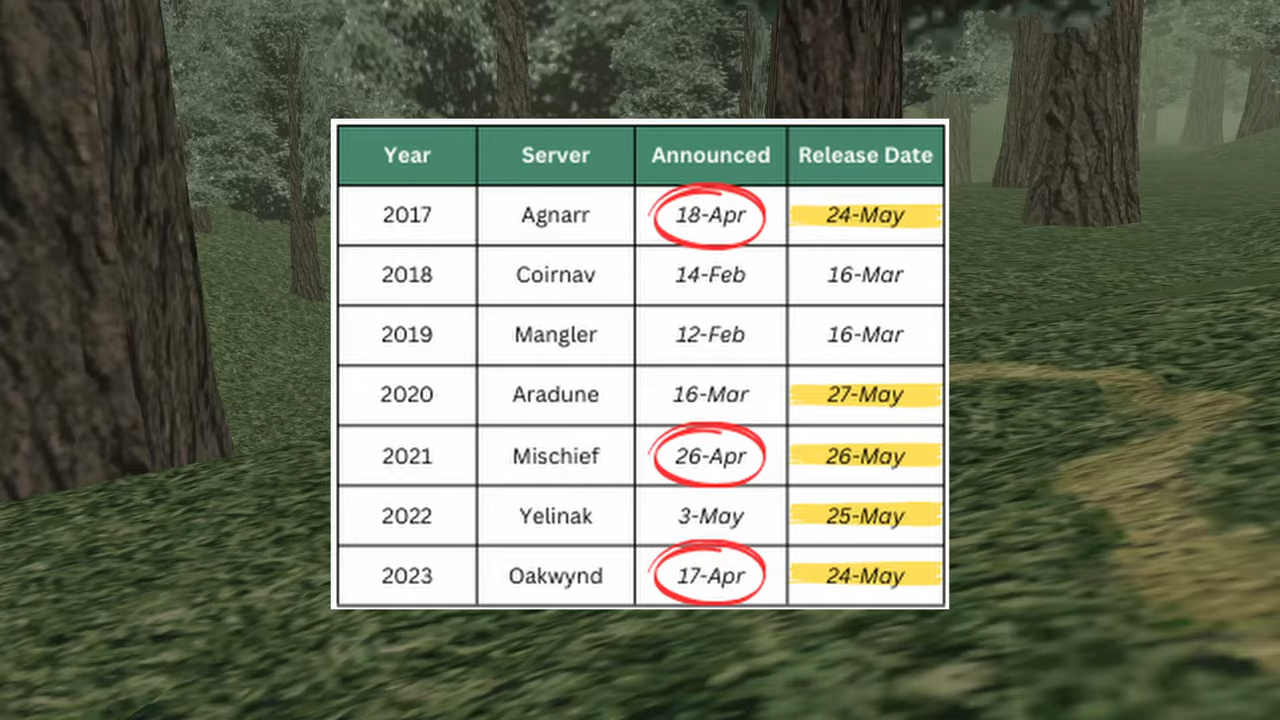 Year Server Announced Release Date
2017 Agnarr 18-Apr 24-May
2018 Coirnav 14-Feb 16-Mar
2019 Mangler 12-Feb 16-Mar
2020 Aradune 16-Mar 27-May
2021 Mischief 26-Apr 26-May
2022 Yelinak 3-May 25-May
2023 Oakwynd 17-Apr 24-May